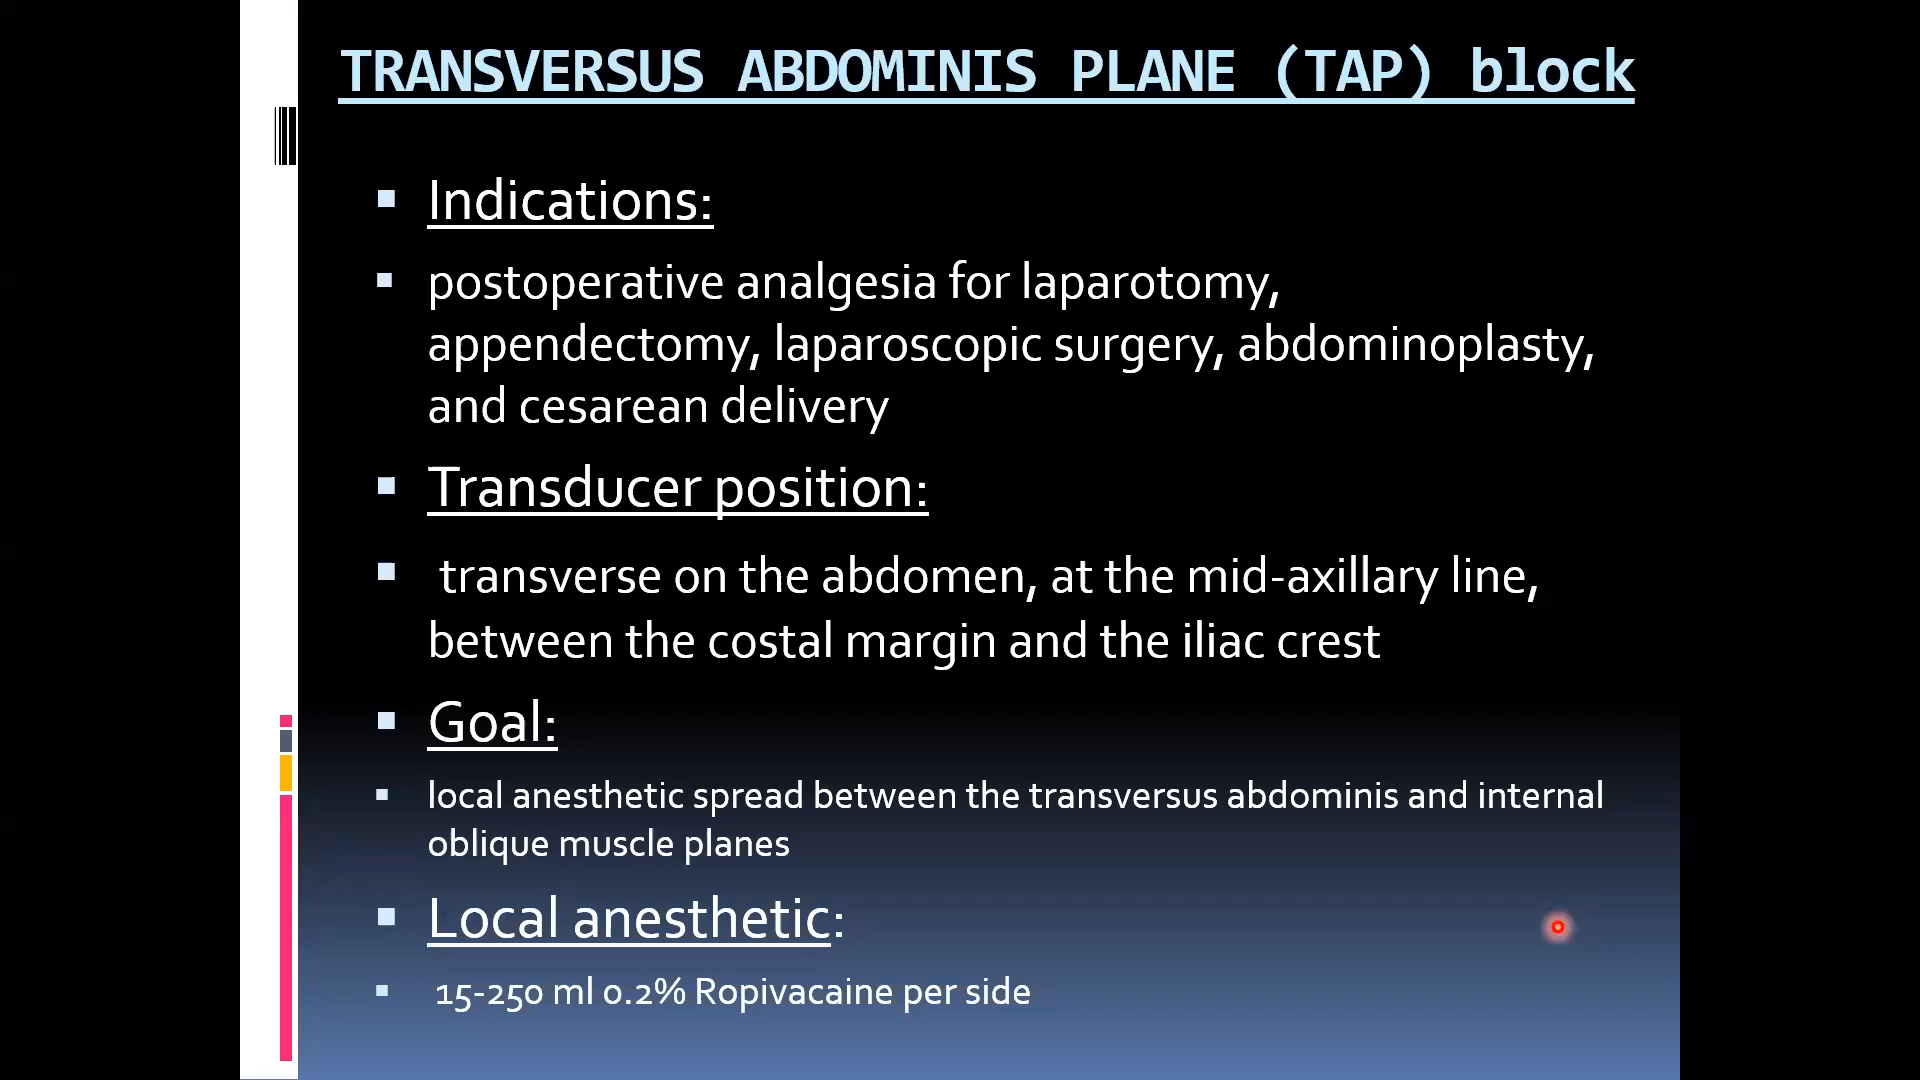 TRANSVERSUS ABDOMINIS PLANE (TAP) block
Indications:
postoperative analgesia for laparotomy,
appendectomy, laparoscopic surgery, abdominoplasty,
and cesarean delivery
Transducer position:
transverse on the abdomen, at the mid-axillary line,
between the costal margin and the iliac crest
Goal:
local anesthetic spread between the transversus abdominis and internal
oblique muscle planes
Local anesthetic:
15-250 ml 0.2% Ropivacaine per side